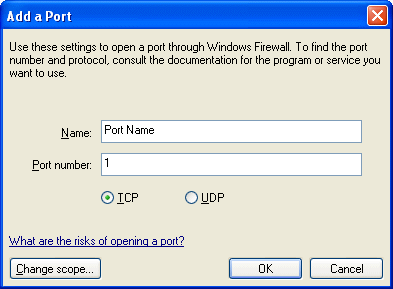 Add a Port
Use these settings to open a port through Windows Firewall. To find the port
number and protocol, consult the documentation for the program or service you
want to use.
Name: Port Name
Port number: 1
TCP UDP
What are the risks of opening a port?
Change scope... OK Cancel